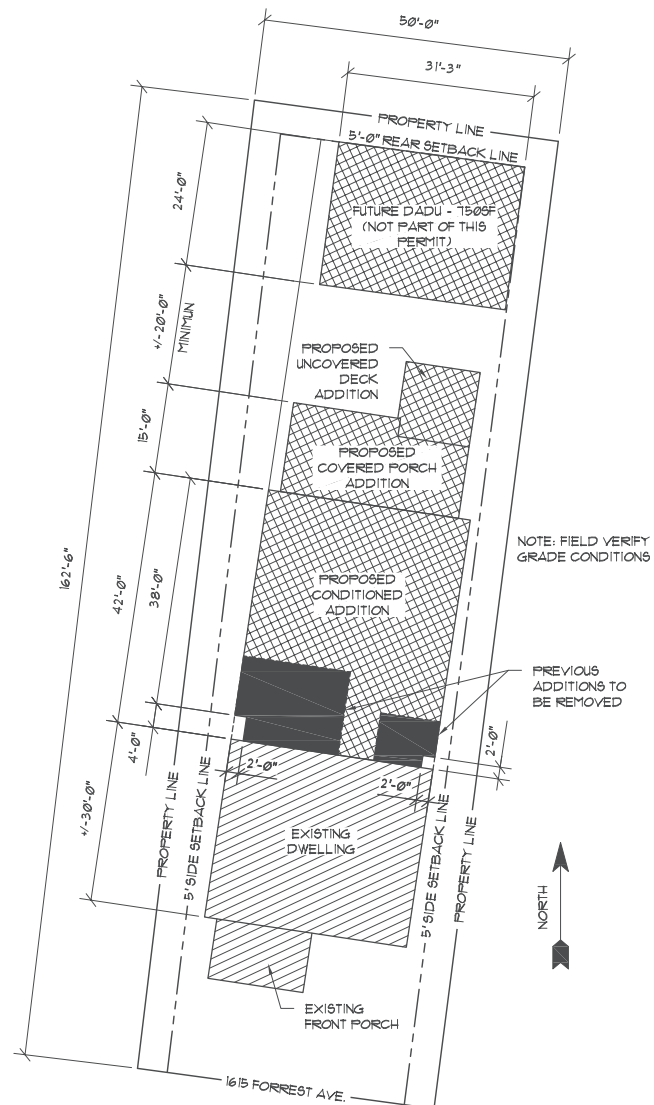 50'-0"
31'-3"
PROPERTY LINE
5'-0" REAR SETBACK LINE
24'-0"
FUTURE DADU - 750SF
(NOT PART OF THIS
PERMIT)
+/-20'-0"
MINIMUN
PROPOSED
UNCOVERED
DECK
ADDITION
15'-0"
PROPOSED
COVERED PORCH
ADDITION
NOTE: FIELD VERIFY
GRADE CONDITIONS
162'-6"
42'-0"
38'-0"
PROPOSED
CONDITIONED
ADDITION
PREVIOUS
ADDITIONS TO
BE REMOVED
4'-0"
2'-0"
2'-0"
2'-0"
+/-30'-0"
PROPERTY LINE
5' SIDE SETBACK LINE
EXISTING
DWELLING
5' SIDE SETBACK LINE
PROPERTY LINE
NORTH
EXISTING
FRONT PORCH
1615 FORREST AVE.